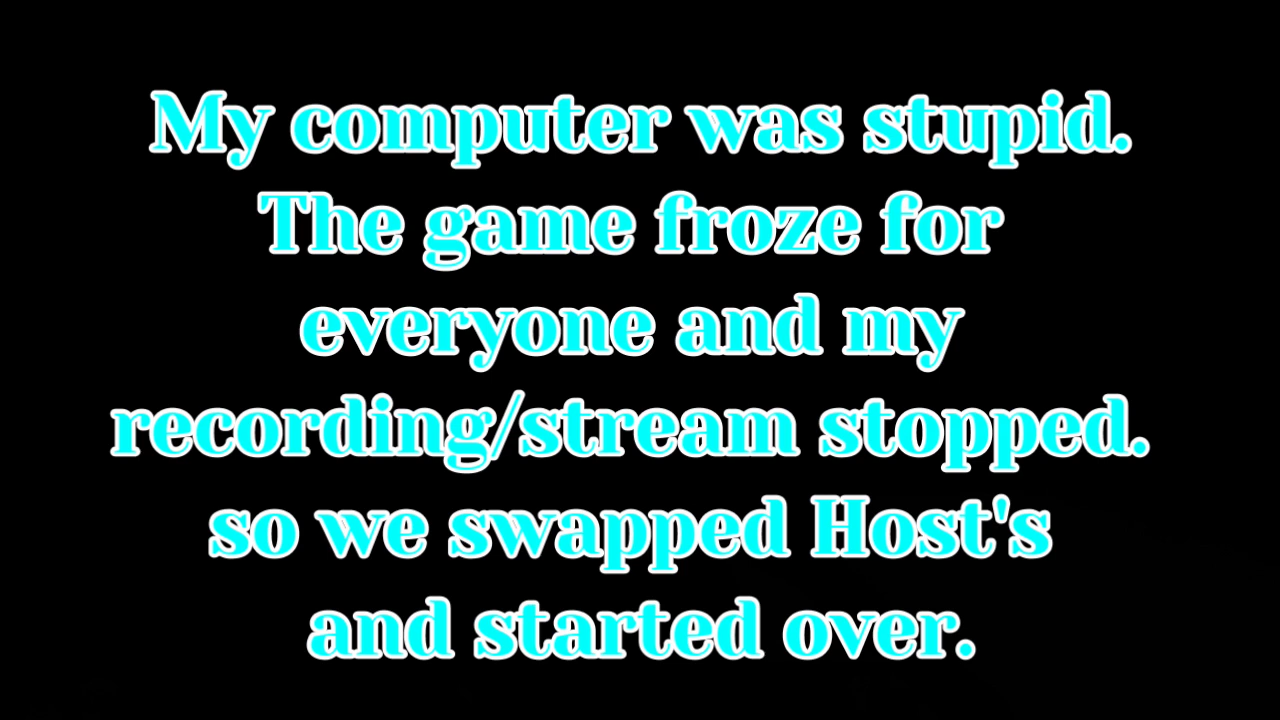 My computer was stupid.
The game froze for
everyone and my
recording/stream stopped.
so we swapped Host's
and started over.